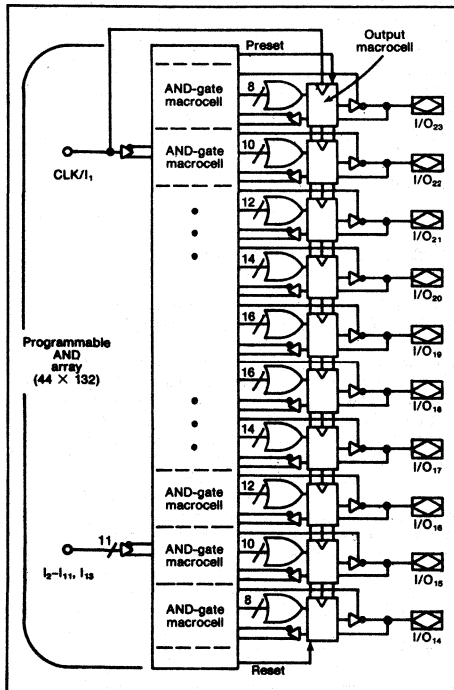 Output
macrocell
Preset
AND-gate
macrocell
8
I/O23
CLK/I1
AND-gate
macrocell
10
I/O22
12
I/O21
14
I/O20
16
I/O19
Programmable
AND
array
(44 × 132)
16
I/O18
14
I/O17
AND-gate
macrocell
12
I/O16
11
I2–I11, I13
AND-gate
macrocell
10
I/O15
AND-gate
macrocell
8
I/O14
Reset